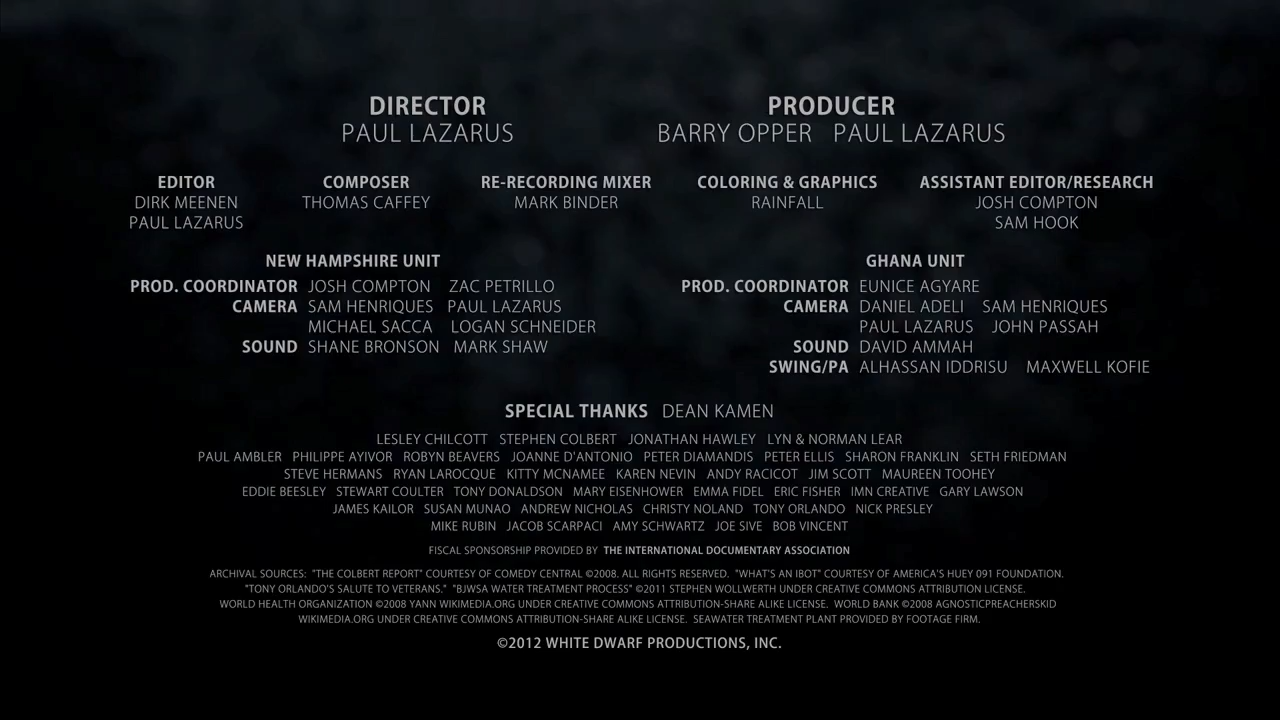 DIRECTOR
PAUL LAZARUS
PRODUCER
BARRY OPPER PAUL LAZARUS
EDITOR
DIRK MEENEN
PAUL LAZARUS
COMPOSER
THOMAS CAFFEY
RE-RECORDING MIXER
MARK BINDER
COLORING & GRAPHICS
RAINFALL
ASSISTANT EDITOR/RESEARCH
JOSH COMPTON
SAM HOOK
NEW HAMPSHIRE UNIT
PROD. COORDINATOR JOSH COMPTON ZAC PETRILLO
CAMERA SAM HENRIQUES PAUL LAZARUS
MICHAEL SACCA LOGAN SCHNEIDER
SOUND SHANE BRONSON MARK SHAW
GHANA UNIT
PROD. COORDINATOR EUNICE AGYARE
CAMERA DANIEL ADELI SAM HENRIQUES
PAUL LAZARUS JOHN PASSAH
SOUND DAVID AMMAH
SWING/PA ALHASSAN IDDRISU MAXWELL KOFIE
SPECIAL THANKS DEAN KAMEN
LESLEY CHILCOTT STEPHEN COLBERT JONATHAN HAWLEY LYN & NORMAN LEAR
PAUL AMBLER PHILIPPE AYIVOR ROBYN BEAVERS JOANNE D'ANTONIO PETER DIAMANDIS PETER ELLIS SHARON FRANKLIN SETH FRIEDMAN
STEVE HERMANS RYAN LAROCQUE KITTY MCNAMEE KAREN NEVIN ANDY RACICOT JIM SCOTT MAUREEN TOOHEY
EDDIE BEESLEY STEWART COULTER TONY DONALDSON MARY EISENHOWER EMMA FIDEL ERIC FISHER IMN CREATIVE GARY LAWSON
JAMES KAILOR SUSAN MUNAO ANDREW NICHOLAS CHRISTY NOLAND TONY ORLANDO NICK PRESLEY
MIKE RUBIN JACOB SCARPACI AMY SCHWARTZ JOE SIVE BOB VINCENT
FISCAL SPONSORSHIP PROVIDED BY THE INTERNATIONAL DOCUMENTARY ASSOCIATION
ARCHIVAL SOURCES: "THE COLBERT REPORT" COURTESY OF COMEDY CENTRAL ©2008. ALL RIGHTS RESERVED. "WHAT'S AN IBOT" COURTESY OF AMERICA'S HUEY 091 FOUNDATION.
"TONY ORLANDO'S SALUTE TO VETERANS." "BJWSA WATER TREATMENT PROCESS" ©2011 STEPHEN WOLLWERTH UNDER CREATIVE COMMONS ATTRIBUTION LICENSE.
WORLD HEALTH ORGANIZATION ©2008 YANN WIKIMEDIA.ORG UNDER CREATIVE COMMONS ATTRIBUTION-SHARE ALIKE LICENSE. WORLD BANK ©2008 AGNOSTICPREACHERSKID
WIKIMEDIA.ORG UNDER CREATIVE COMMONS ATTRIBUTION-SHARE ALIKE LICENSE. SEAWATER TREATMENT PLANT PROVIDED BY FOOTAGE FIRM.
©2012 WHITE DWARF PRODUCTIONS, INC.